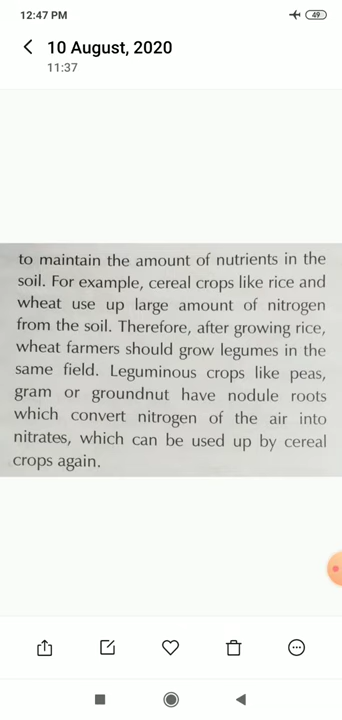 12:47 PM
49
10 August, 2020
11:37
to maintain the amount of nutrients in the
soil. For example, cereal crops like rice and
wheat use up large amount of nitrogen
from the soil. Therefore, after growing rice,
wheat farmers should grow legumes in the
same field. Leguminous crops like peas,
gram or groundnut have nodule roots
which convert nitrogen of the air into
nitrates, which can be used up by cereal
crops again.